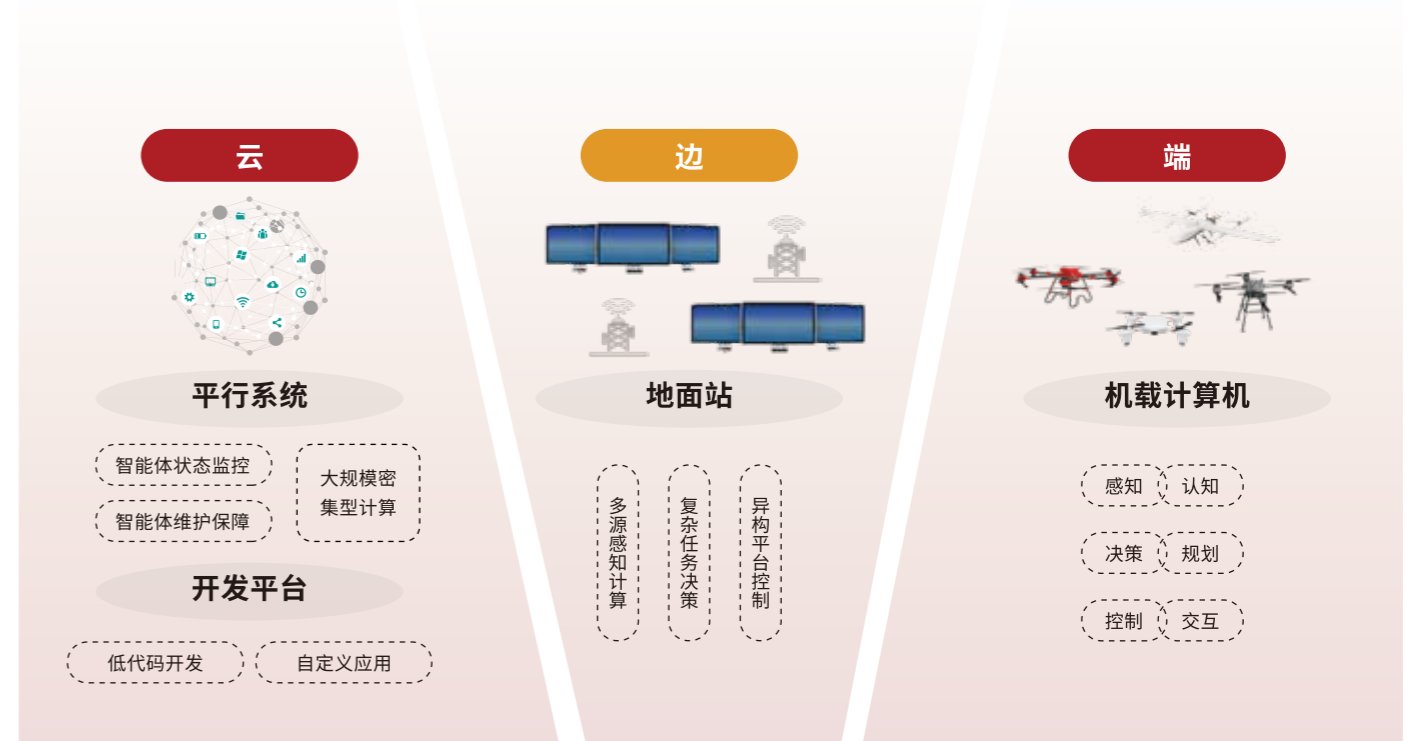 云
平行系统
智能体状态监控
智能体维护保障
大规模密
集型计算
开发平台
低代码开发
自定义应用
边
地面站
多源感知计算
复杂任务决策
异构平台控制
端
机载计算机
感知
认知
决策
规划
控制
交互